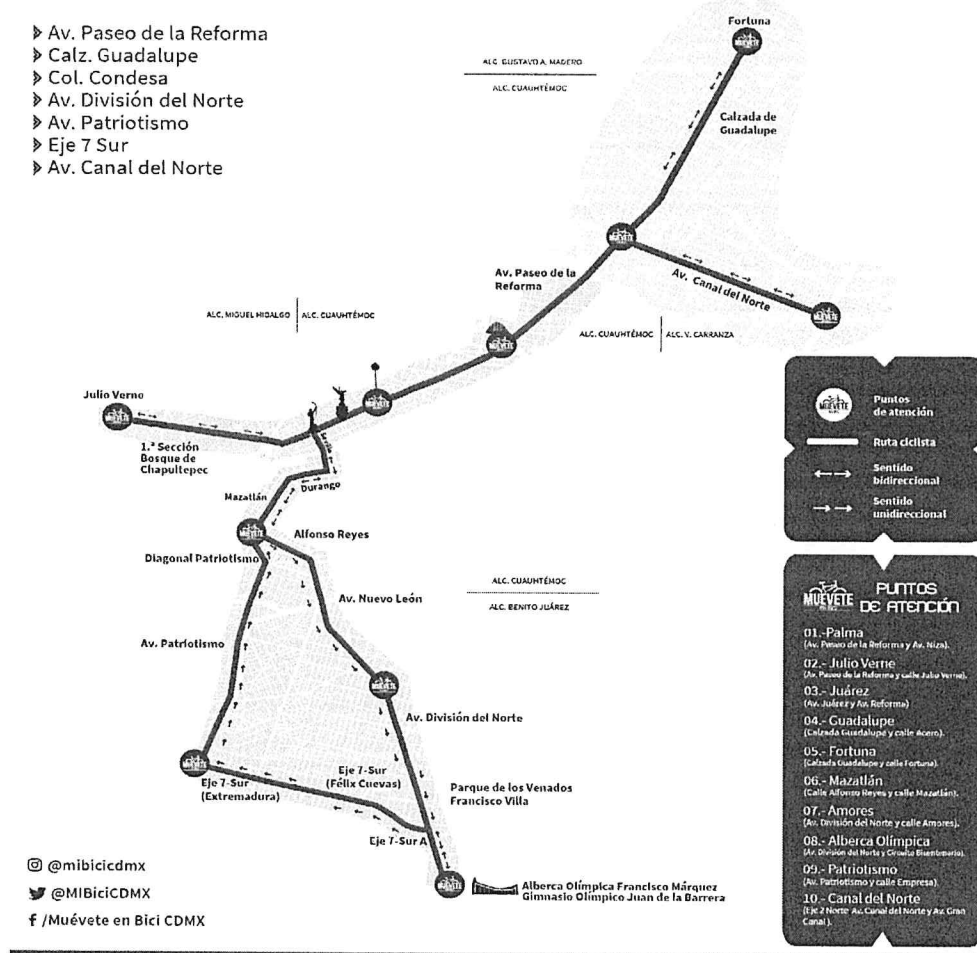 Av. Paseo de la Reforma
Calz. Guadalupe
Col. Condesa
Av. División del Norte
Av. Patriotismo
Eje 7 Sur
Av. Canal del Norte
Fortuna
ALC. GUSTAVO A. MADERO
ALC. CUAUHTÉMOC
Calzada de
Guadalupe
MUÉVETE
Av. Paseo de la
Reforma
Av. Canal del Norte
ALC. MIGUEL HIDALGO
ALC. CUAUHTÉMOC
ALC. CUAUHTÉMOC
ALC. V. CARRANZA
Julio Verne
1.ª Sección
Bosque de
Chapultepec
Sevilla
Durango
Mazatlán
Alfonso Reyes
Diagonal Patriotismo
Av. Nuevo León
ALC. CUAUHTÉMOC
ALC. BENITO JUÁREZ
Av. Patriotismo
Av. División del Norte
Eje 7-Sur
(Extremadura)
Eje 7-Sur
(Félix Cuevas)
Parque de los Venados
Francisco Villa
Eje 7-Sur A
Alberca Olímpica Francisco Márquez
Gimnasio Olímpico Juan de la Barrera
Puntos
de atención
Ruta ciclista
Sentido
bidireccional
Sentido
unidireccional
MUÉVETE
PUNTOS
DE ATENCIÓN
01.-Palma
(Av. Paseo de la Reforma y Av. Niza).
02.- Julio Verne
(Av. Paseo de la Reforma y calle Julio Verne).
03.- Juárez
(Av. Juárez y Av. Reforma)
04.- Guadalupe
(Calzada Guadalupe y calle Acero).
05.- Fortuna
(Calzada Guadalupe y calle Fortuna).
06.- Mazatlán
(Calle Alfonso Reyes y calle Mazatlán).
07.- Amores
(Av. División del Norte y calle Amores).
08.- Alberca Olímpica
(Av. División del Norte y Circuito Bicentenario).
09.- Patriotismo
(Av. Patriotismo y calle Empresa).
10.- Canal del Norte
(Eje 2 Norte Av. Canal del Norte y Av. Gran
Canal).
@mibicicdmx
@MIBiciCDMX
/Muévete en Bici CDMX